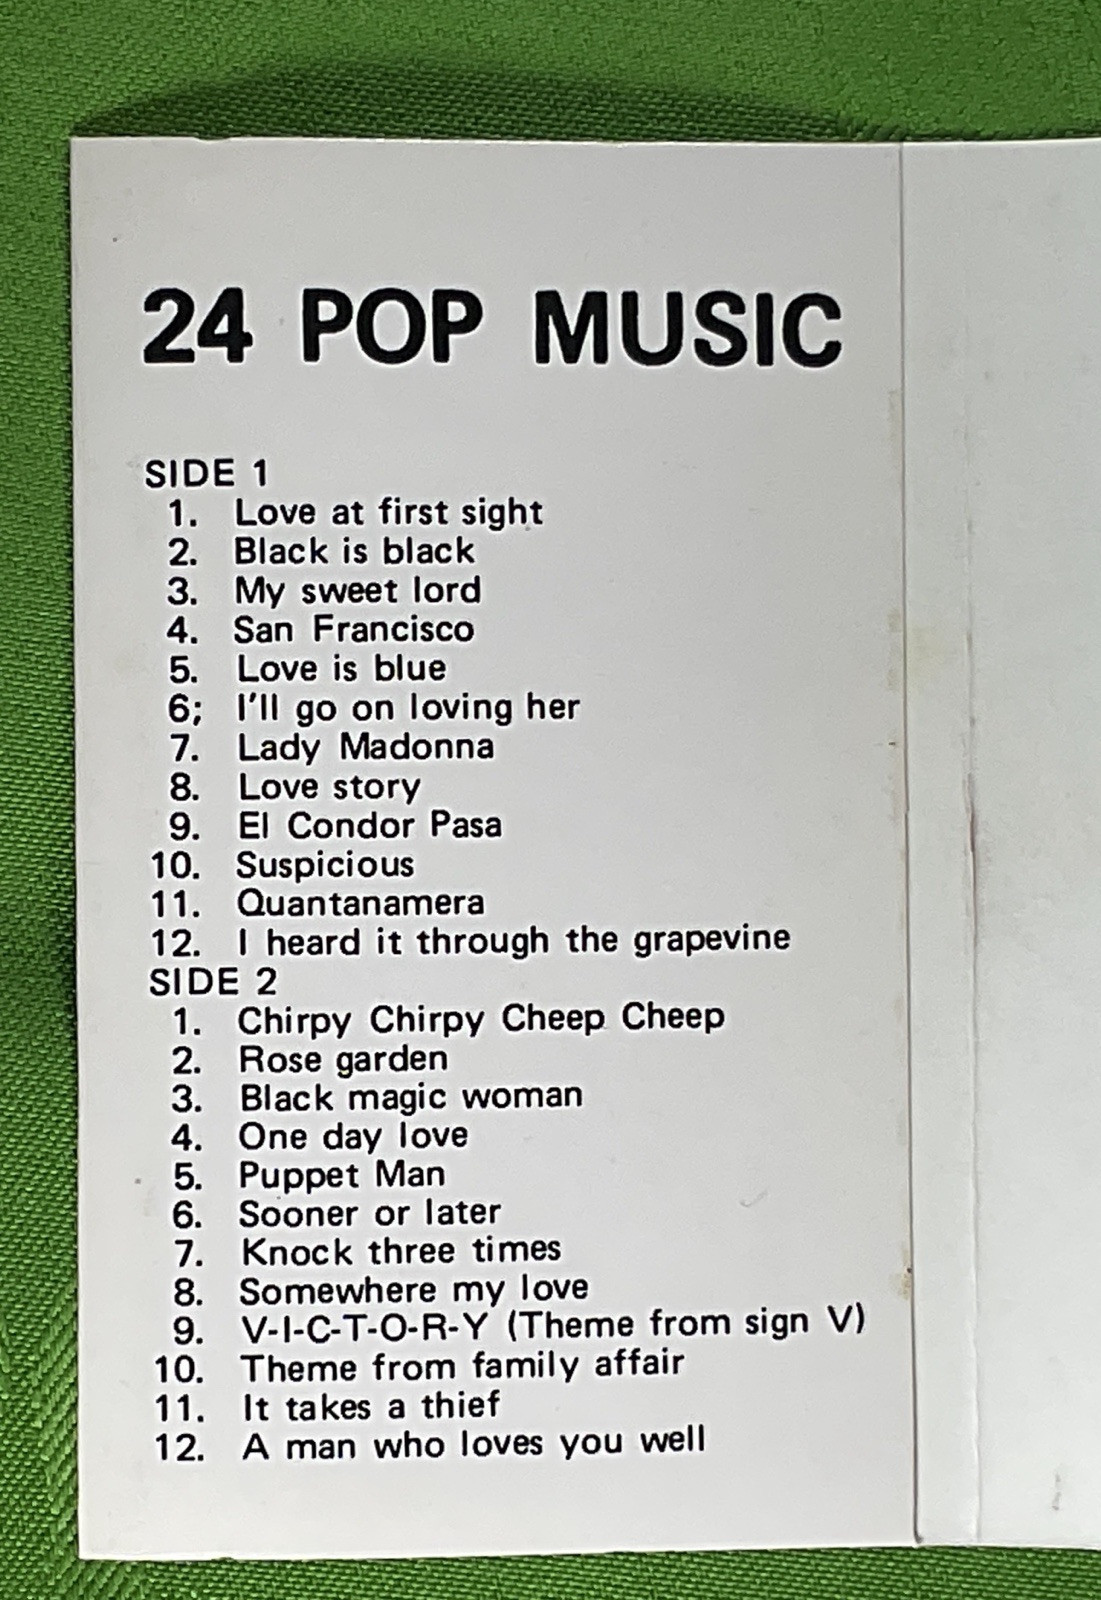 24 POP MUSIC
SIDE 1
1. Love at first sight
2. Black is black
3. My sweet lord
4. San Francisco
5. Love is blue
6; I'll go on loving her
7. Lady Madonna
8. Love story
9. El Condor Pasa
10. Suspicious
11. Quantanamera
12. I heard it through the grapevine
SIDE 2
1. Chirpy Chirpy Cheep Cheep
2. Rose garden
3. Black magic woman
4. One day love
5. Puppet Man
6. Sooner or later
7. Knock three times
8. Somewhere my love
9. V-I-C-T-O-R-Y (Theme from sign V)
10. Theme from family affair
11. It takes a thief
12. A man who loves you well